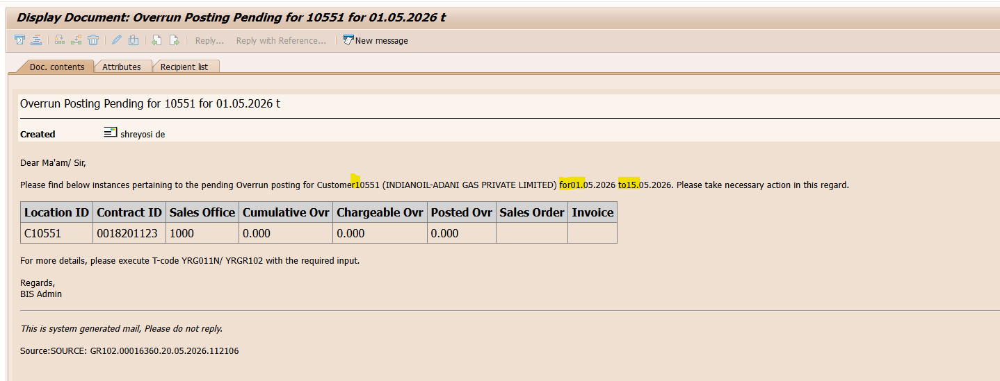 Display Document: Overrun Posting Pending for 10551 for 01.05.2026 t
Reply... Reply with Reference... New message
Doc. contents Attributes Recipient list
Overrun Posting Pending for 10551 for 01.05.2026 t
Created shreyosi de
Dear Ma'am/ Sir,
Please find below instances pertaining to the pending Overrun posting for Customer10551 (INDIANOIL-ADANI GAS PRIVATE LIMITED) for01.05.2026 to15.05.2026. Please take necessary action in this regard.
Location ID Contract ID Sales Office Cumulative Ovr Chargeable Ovr Posted Ovr Sales Order Invoice
C10551 0018201123 1000 0.000 0.000 0.000
For more details, please execute T-code YRG011N/ YRGR102 with the required input.
Regards,
BIS Admin
This is system generated mail, Please do not reply.
Source:SOURCE: GR102.00016360.20.05.2026.112106